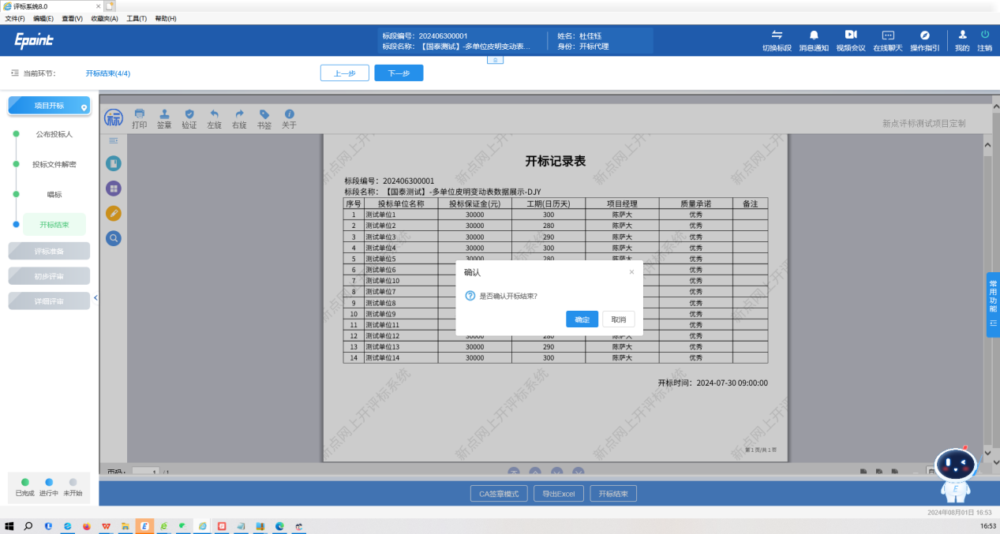 评标系统8.0
文件(F) 编辑(E) 查看(V) 收藏夹(A) 工具(T) 帮助(H)
Epoint
标段编号：202406300001
标段名称：【国泰测试】-多单位皮明变动表...
姓名：杜佳钰
身份：开标代理
切换标段 消息通知 视频会议 在线聊天 操作指引 我的 注销
当前环节： 开标结束(4/4)
上一步 下一步
项目开标
公布投标人
投标文件解密
唱标
开标结束
评标准备
初步评审
详细评审
已完成 进行中 未开始
标 打印 签章 验证 左旋 右旋 书签 关于
新点评标测试项目定制
开标记录表
标段编号：202406300001
标段名称：【国泰测试】-多单位皮明变动表数据展示-DJY
序号 投标单位名称 投标保证金(元) 工期(日历天) 项目经理 质量承诺 备注
1 测试单位1 30000 300 陈萨大 优秀
2 测试单位2 30000 280 陈萨大 优秀
3 测试单位3 30000 290 陈萨大 优秀
4 测试单位4 30000 300 陈萨大 优秀
5 测试单位5 30000 280 陈萨大 优秀
6 测试单位6 优秀
7 测试单位10 优秀
8 测试单位7 优秀
9 测试单位8 优秀
10 测试单位9 优秀
11 测试单位11 优秀
12 测试单位12 30000 280 陈萨大 优秀
13 测试单位13 30000 290 陈萨大 优秀
14 测试单位14 30000 300 陈萨大 优秀
开标时间：2024-07-30 09:00:00
第1页/共1页
新点网上开评标系统
确认
是否确认开标结束?
确定 取消
常用功能
页码： 1 /1
CA签章模式 导出Excel 开标结束
2024年08月01日 16:53
16:53